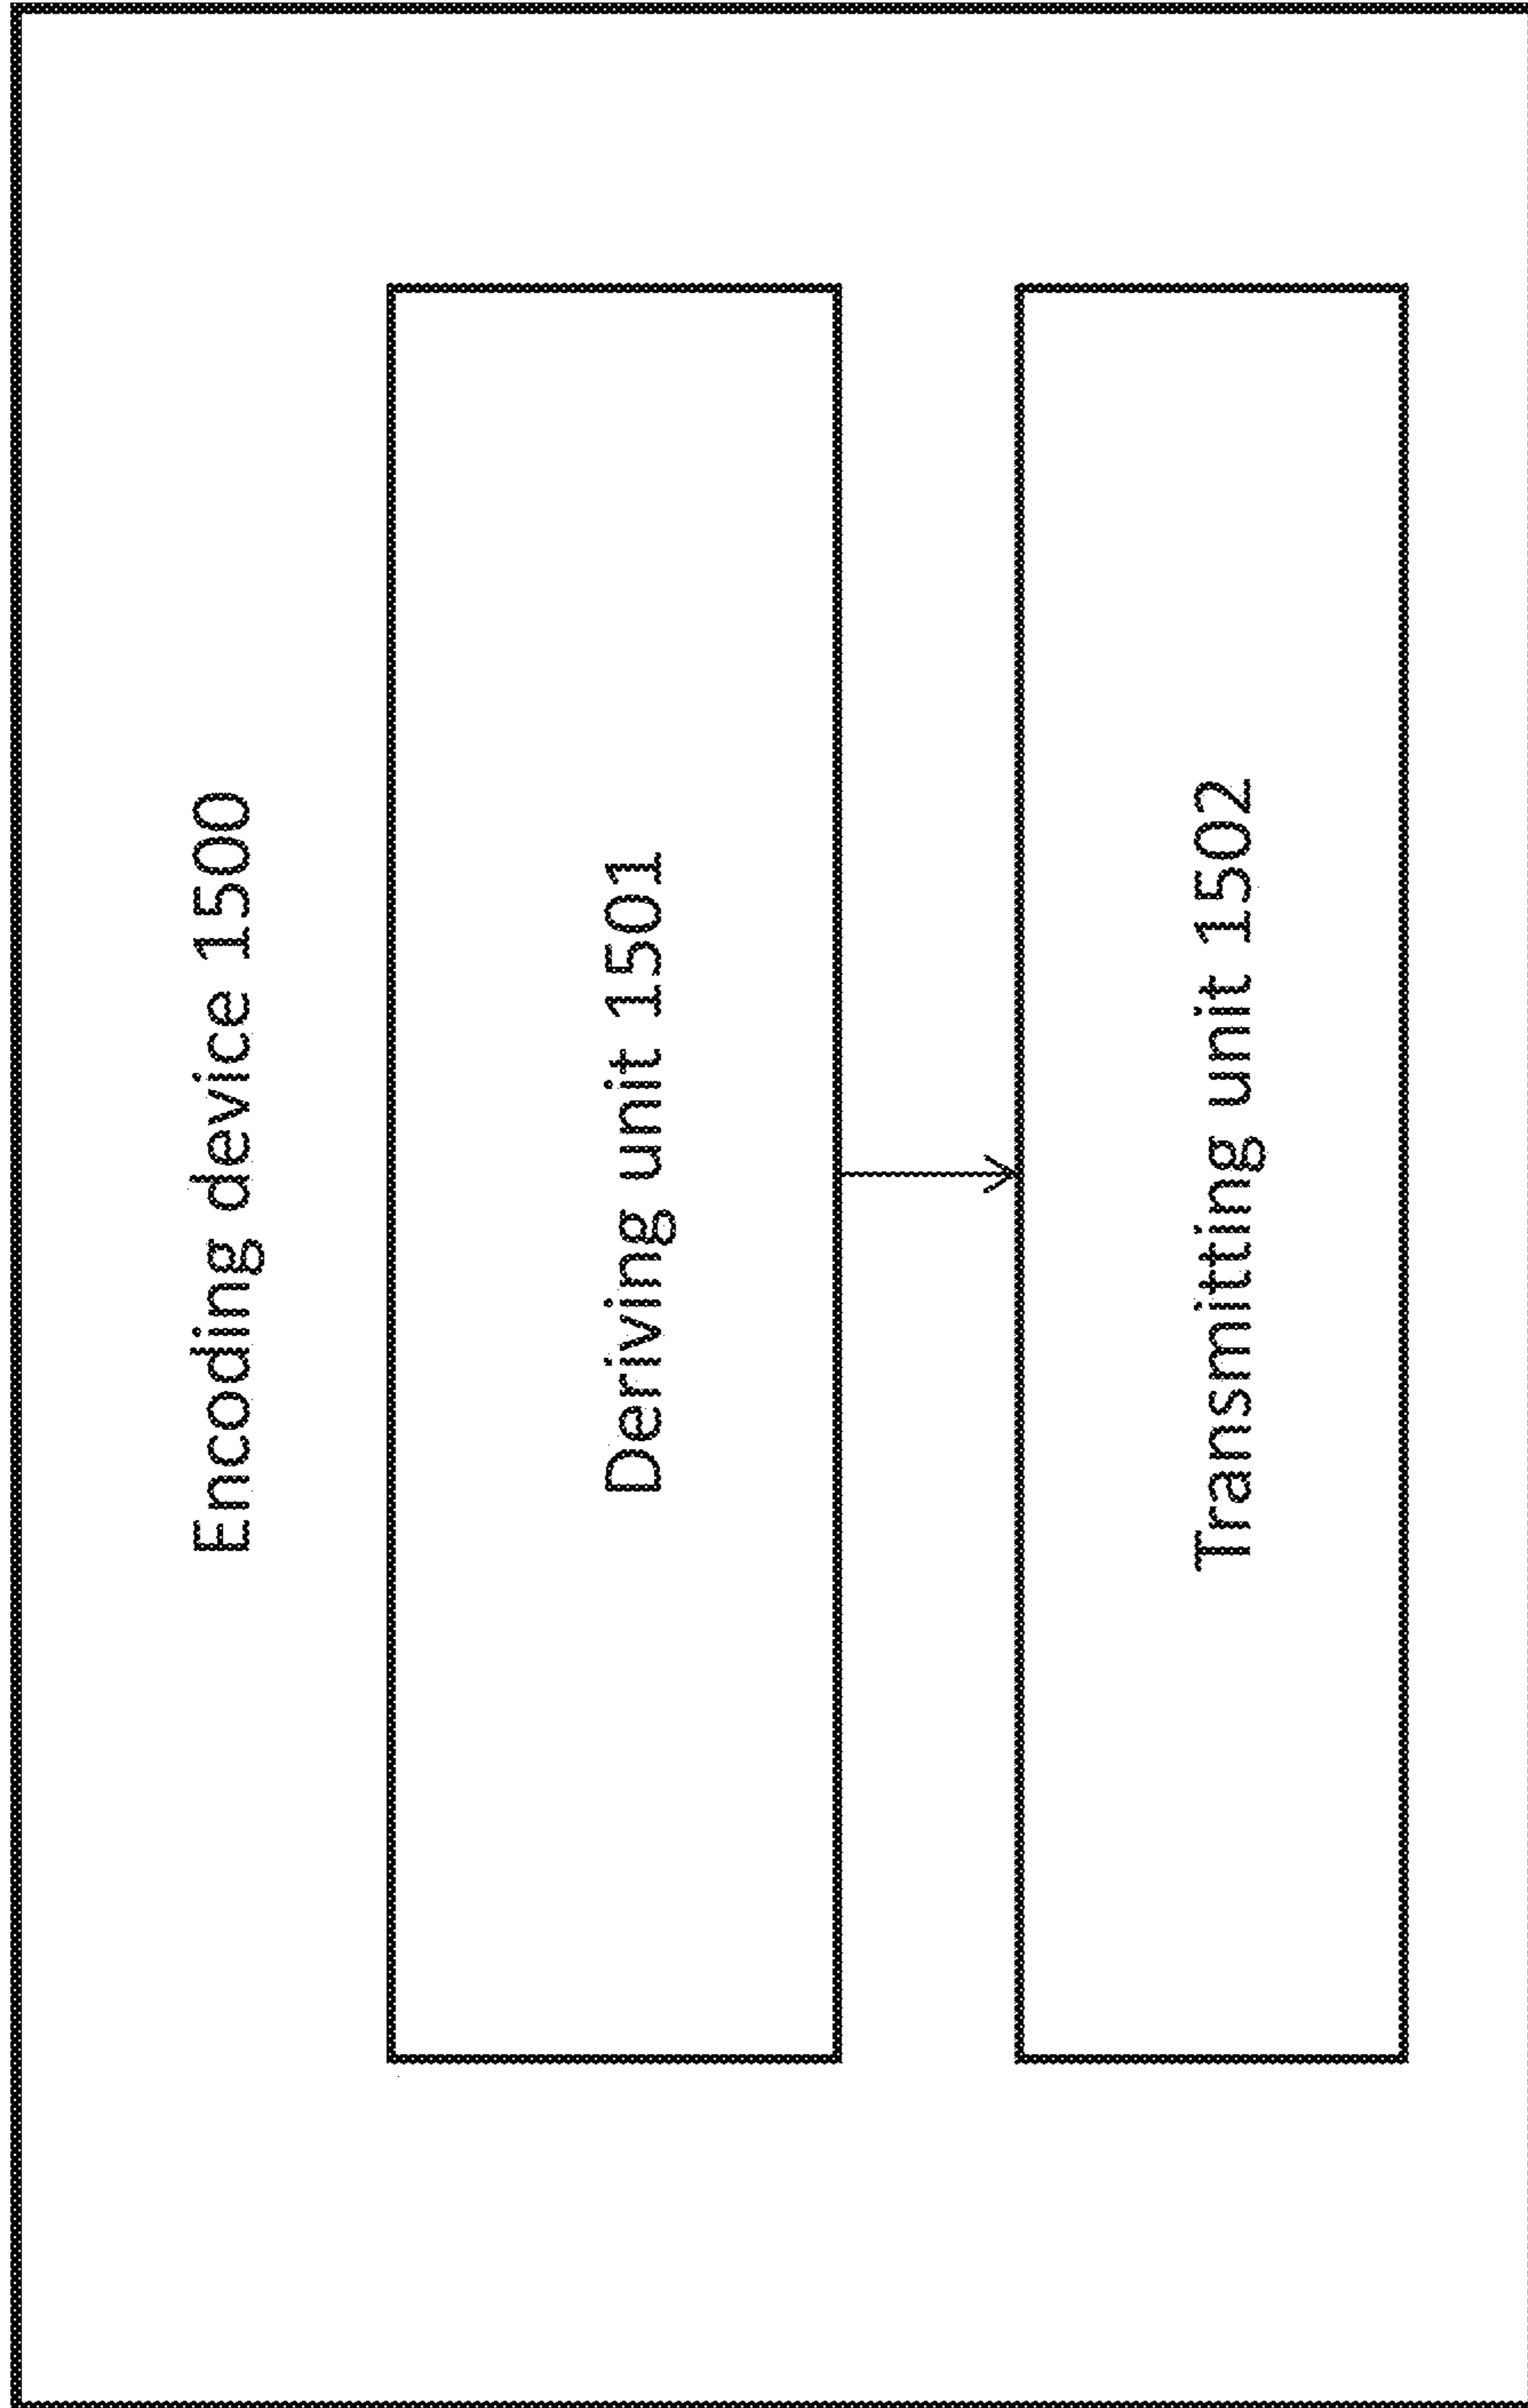 Encoding device 1500
Deriving unit 1501
Transmitting unit 1502